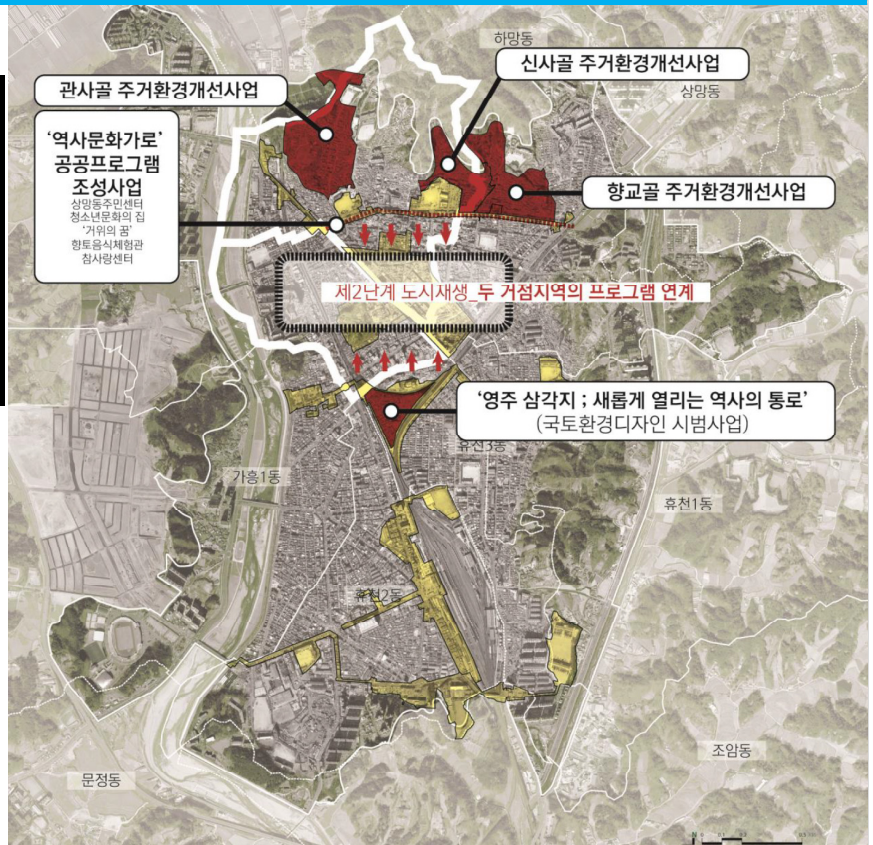 하망동
신사골 주거환경개선사업
관사골 주거환경개선사업
상망동
'역사문화가로'
공공프로그램
조성사업
상망동주민센터
청소년문화의 집
'거위의 꿈'
향토음식체험관
참사랑센터
향교골 주거환경개선사업
제2단계 도시재생_두 거점지역의 프로그램 연계
'영주 삼각지 ; 새롭게 열리는 역사의 통로'
(국토환경디자인 시범사업)
휴천3동
가흥1동
휴천1동
휴천2동
조암동
문정동
N